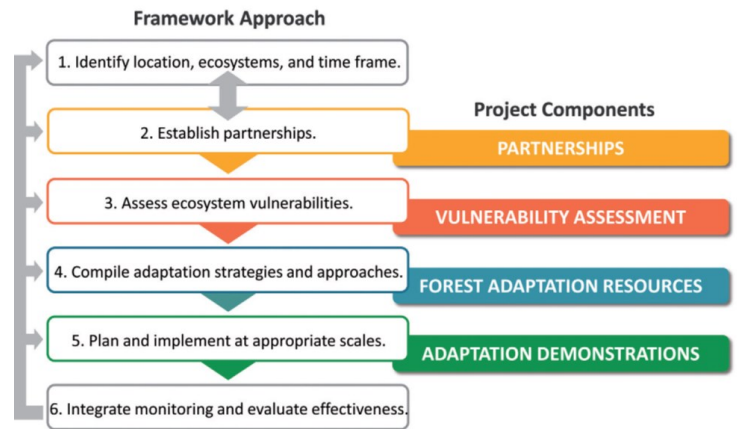 Framework Approach
1. Identify location, ecosystems, and time frame.
2. Establish partnerships.
3. Assess ecosystem vulnerabilities.
4. Compile adaptation strategies and approaches.
5. Plan and implement at appropriate scales.
6. Integrate monitoring and evaluate effectiveness.
Project Components
PARTNERSHIPS
VULNERABILITY ASSESSMENT
FOREST ADAPTATION RESOURCES
ADAPTATION DEMONSTRATIONS